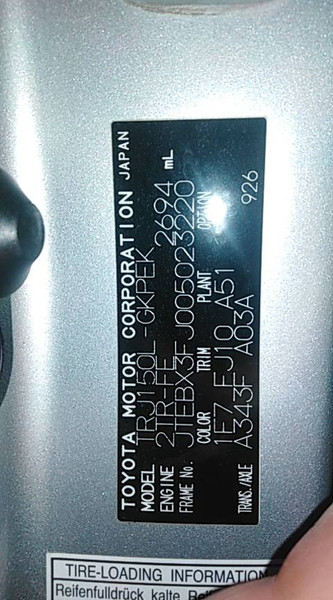 TOYOTA MOTOR CORPORATION JAPAN
MODEL TRJ150L-GKPEK
ENGINE 2TR-FE 2694 mL
FRAME No. JTEBX3FJ005023220
COLOR TRIM PLANT OPTION
1E7 FJ10 A51
TRANS./AXLE A343F A03A 926
TIRE-LOADING INFORMATION
Reifenfülldruck kalte